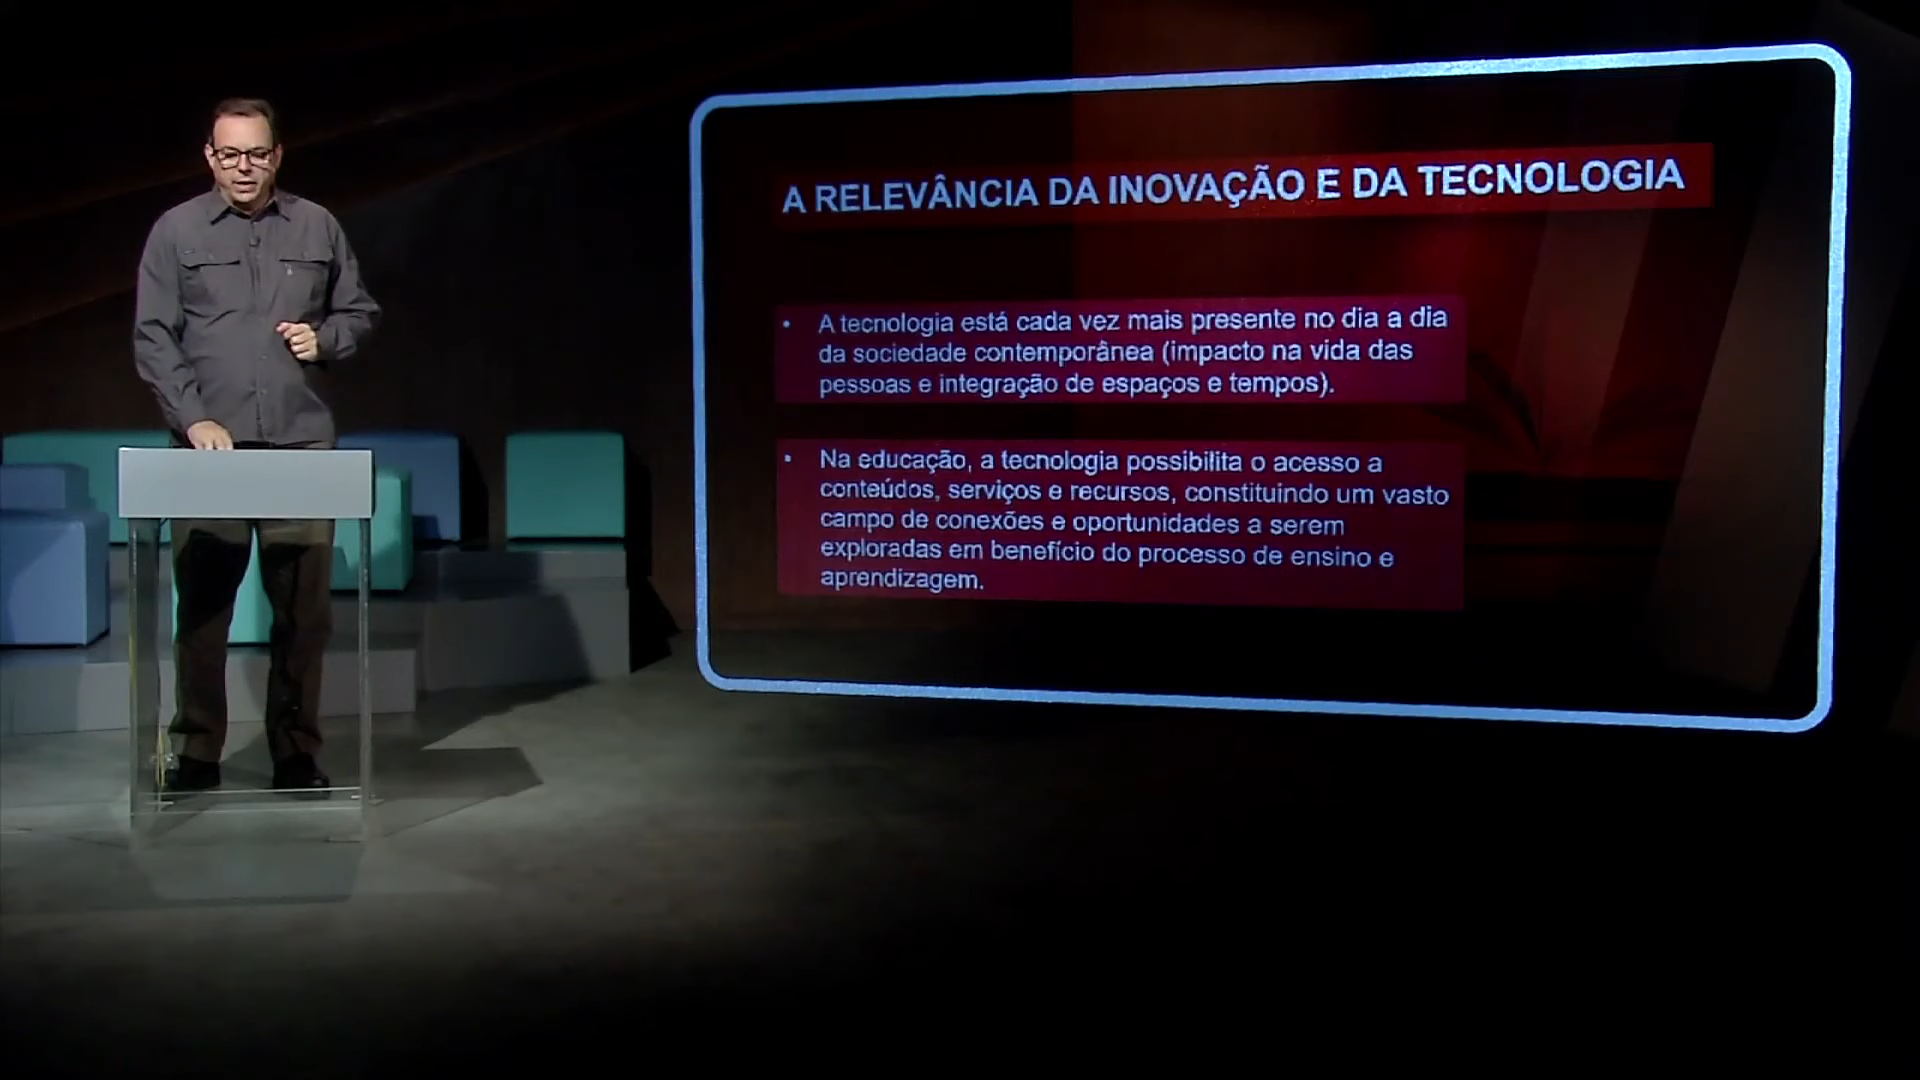 A RELEVÂNCIA DA INOVAÇÃO E DA TECNOLOGIA
• A tecnologia está cada vez mais presente no dia a dia
da sociedade contemporânea (impacto na vida das
pessoas e integração de espaços e tempos).
• Na educação, a tecnologia possibilita o acesso a
conteúdos, serviços e recursos, constituindo um vasto
campo de conexões e oportunidades a serem
exploradas em benefício do processo de ensino e
aprendizagem.